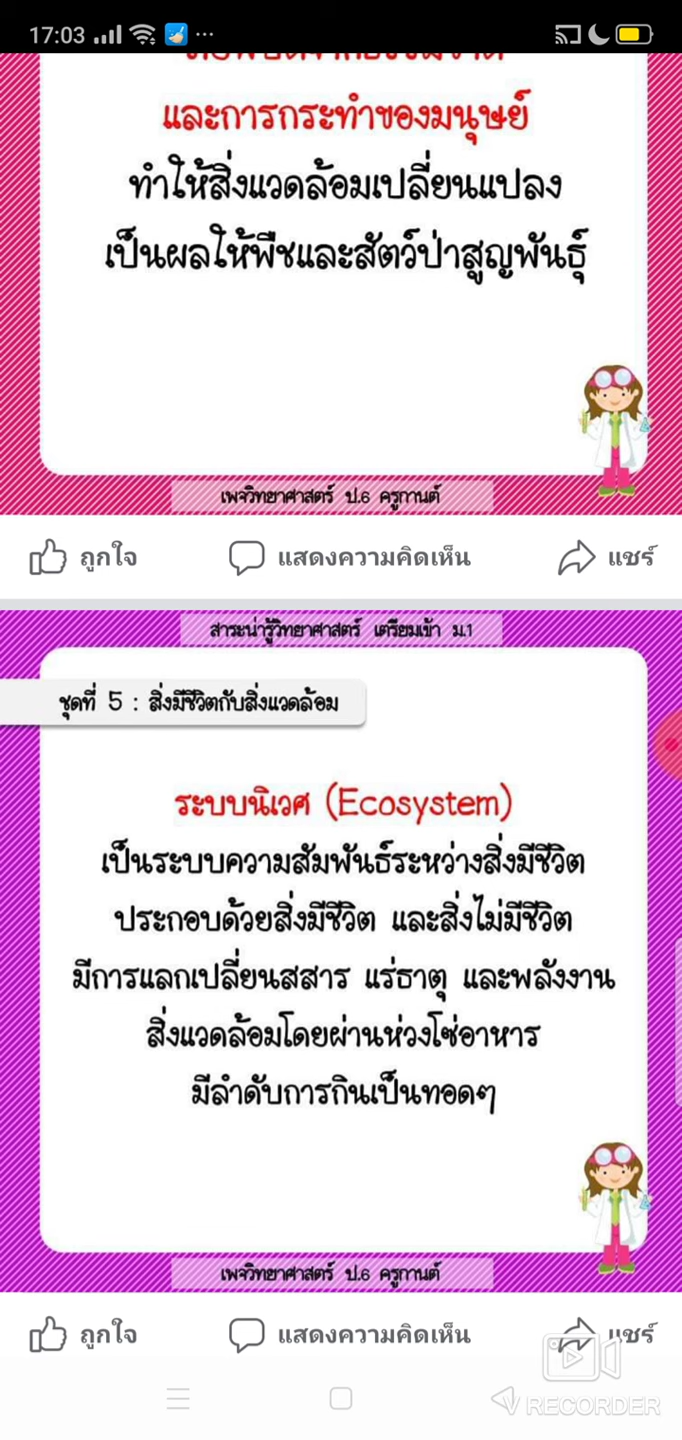 17:03
และการกระทำของมนุษย์
ทำให้สิ่งแวดล้อมเปลี่ยนแปลง
เป็นผลให้พืชและสัตว์ป่าสูญพันธุ์
เพจวิทยาศาสตร์ ป.6 ครูกานต์
ถูกใจ แสดงความคิดเห็น แชร์
สาระน่ารู้วิทยาศาสตร์ เตรียมเข้า ม.1
ชุดที่ 5 : สิ่งมีชีวิตกับสิ่งแวดล้อม
ระบบนิเวศ (Ecosystem)
เป็นระบบความสัมพันธ์ระหว่างสิ่งมีชีวิต
ประกอบด้วยสิ่งมีชีวิต และสิ่งไม่มีชีวิต
มีการแลกเปลี่ยนสสาร แร่ธาตุ และพลังงาน
สิ่งแวดล้อมโดยผ่านห่วงโซ่อาหาร
มีลำดับการกินเป็นทอดๆ
เพจวิทยาศาสตร์ ป.6 ครูกานต์
ถูกใจ แสดงความคิดเห็น แชร์
RECORDER